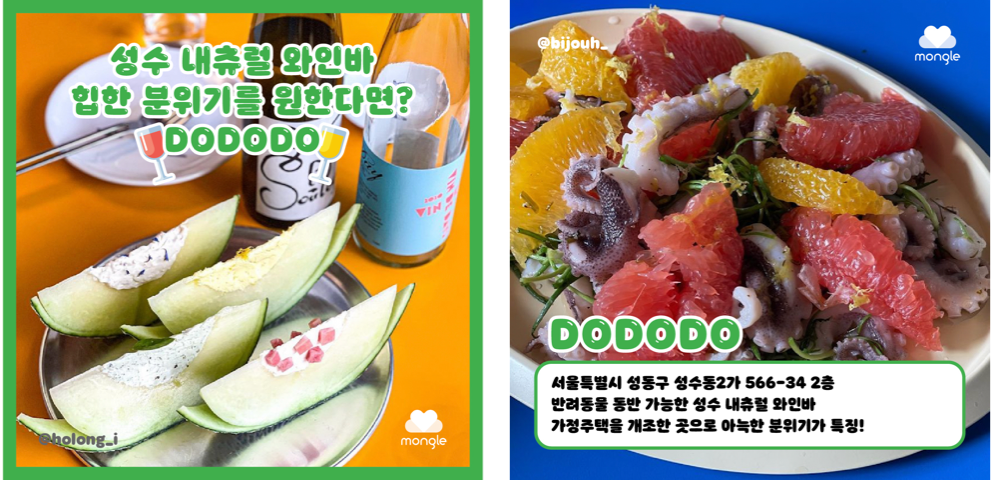 성수 내츄럴 와인바
힙한 분위기를 원한다면?
DODODO
@holong_i
mongle
@bijouh_
mongle
DODODO
서울특별시 성동구 성수동2가 566-34 2층
반려동물 동반 가능한 성수 내츄럴 와인바
가정주택을 개조한 곳으로 아늑한 분위기가 특징!